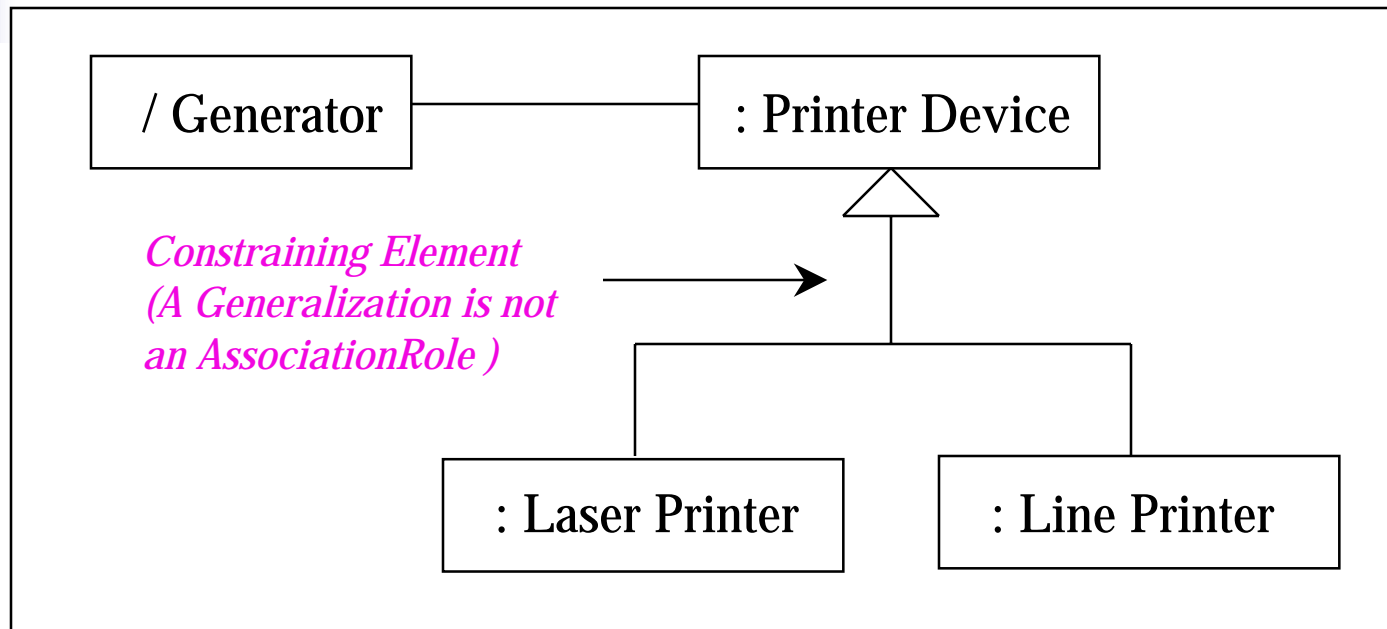 / Generator
: Printer Device
Constraining Element
(A Generalization is not
an AssociationRole )
: Laser Printer
: Line Printer